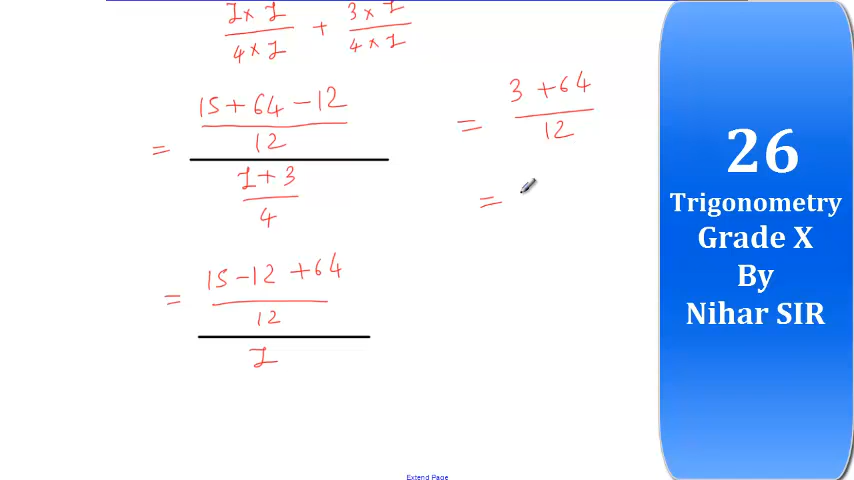 1 × 1 / 4 × 1 + 3 × 1 / 4 × 1
= 15 + 64 - 12
12
1 + 3
4
= 15 - 12 + 64
12
1
= 3 + 64
12
=
26
Trigonometry
Grade X
By
Nihar SIR
Extend Page